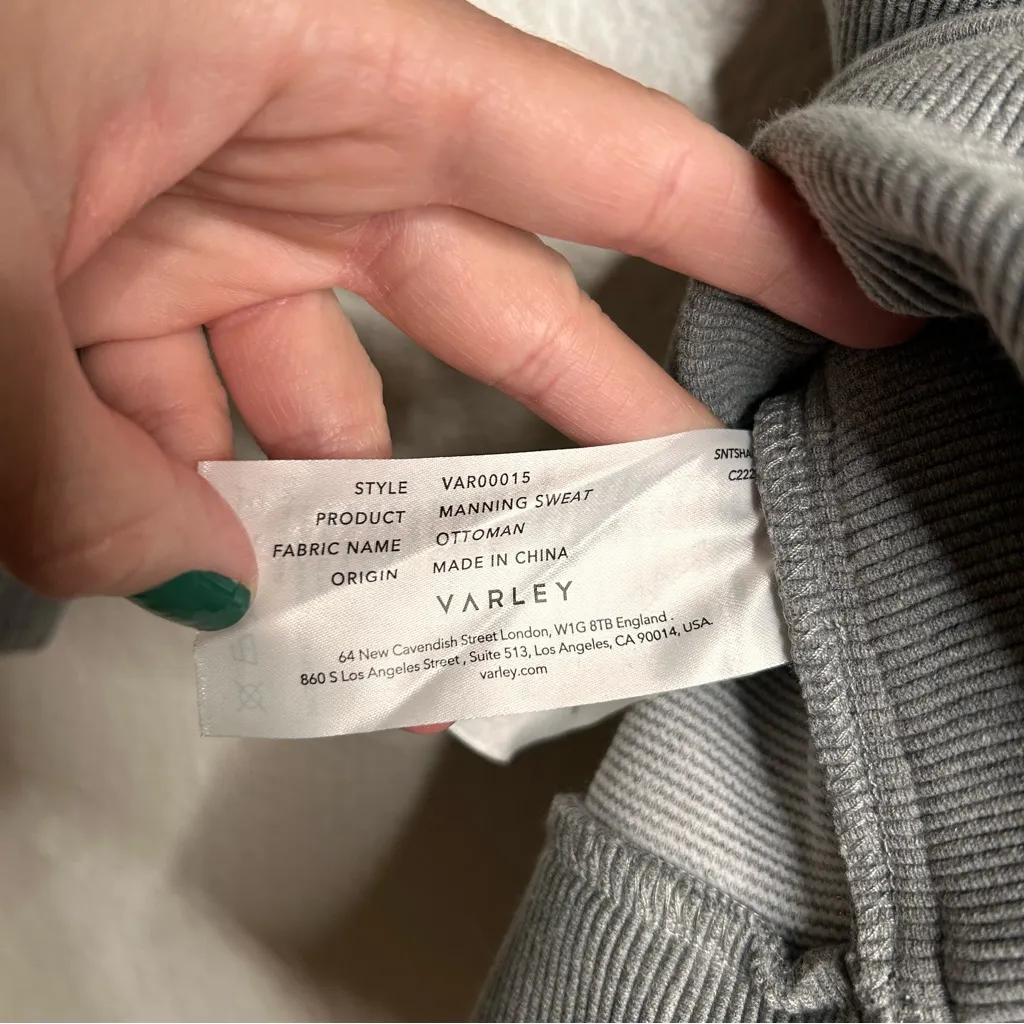 STYLE VAR00015
PRODUCT MANNING SWEAT
FABRIC NAME OTTOMAN
ORIGIN MADE IN CHINA
VARLEY
64 New Cavendish Street London, W1G 8TB England .
860 S Los Angeles Street , Suite 513, Los Angeles, CA 90014, USA.
varley.com